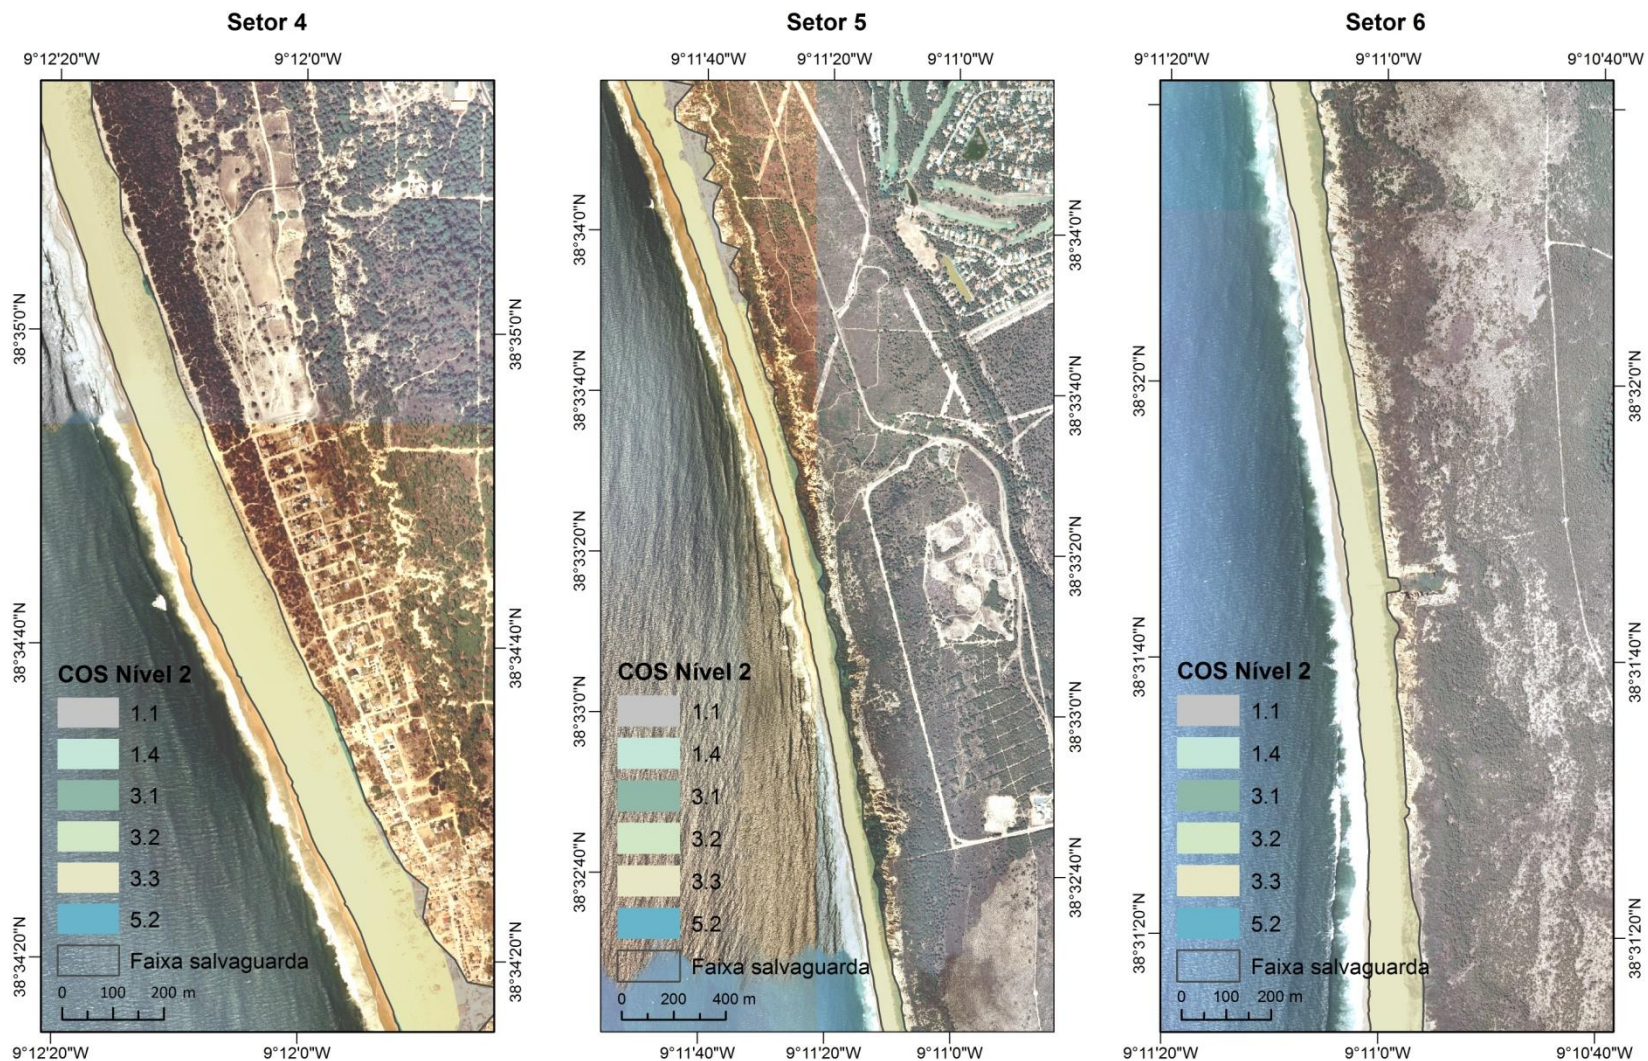 Setor 4
9°12'20"W 9°12'0"W
38°35'0"N 38°35'0"N
38°34'40"N 38°34'40"N
38°34'20"N 38°34'20"N
COS Nível 2
1.1
1.4
3.1
3.2
3.3
5.2
Faixa salvaguarda
0 100 200 m
9°12'20"W 9°12'0"W
Setor 5
9°11'40"W 9°11'20"W 9°11'0"W
38°34'0"N 38°34'0"N
38°33'40"N 38°33'40"N
38°33'20"N 38°33'20"N
38°33'0"N 38°33'0"N
38°32'40"N 38°32'40"N
COS Nível 2
1.1
1.4
3.1
3.2
3.3
5.2
Faixa salvaguarda
0 200 400 m
9°11'40"W 9°11'20"W 9°11'0"W
Setor 6
9°11'20"W 9°11'0"W 9°10'40"W
38°32'0"N 38°32'0"N
38°31'40"N 38°31'40"N
38°31'20"N 38°31'20"N
COS Nível 2
1.1
1.4
3.1
3.2
3.3
5.2
Faixa salvaguarda
0 100 200 m
9°11'20"W 9°11'0"W 9°10'40"W